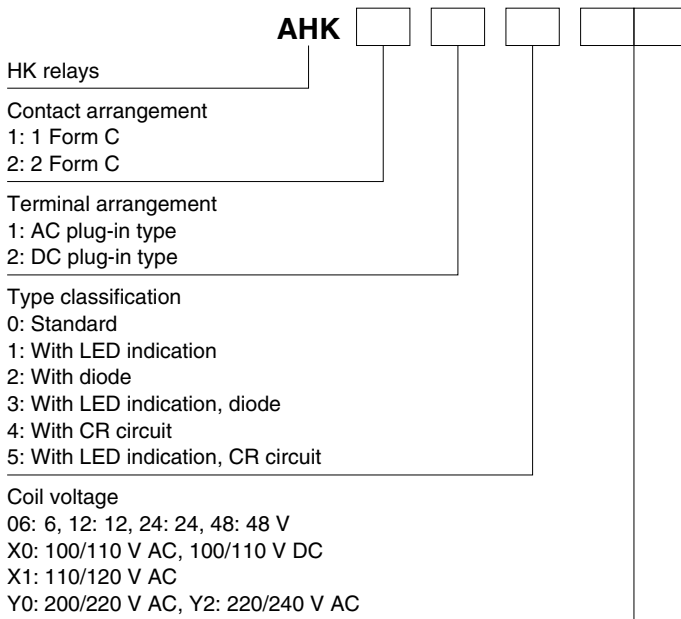 AHK
HK relays
Contact arrangement
1: 1 Form C
2: 2 Form C
Terminal arrangement
1: AC plug-in type
2: DC plug-in type
Type classification
0: Standard
1: With LED indication
2: With diode
3: With LED indication, diode
4: With CR circuit
5: With LED indication, CR circuit
Coil voltage
06: 6, 12: 12, 24: 24, 48: 48 V
X0: 100/110 V AC, 100/110 V DC
X1: 110/120 V AC
Y0: 200/220 V AC, Y2: 220/240 V AC